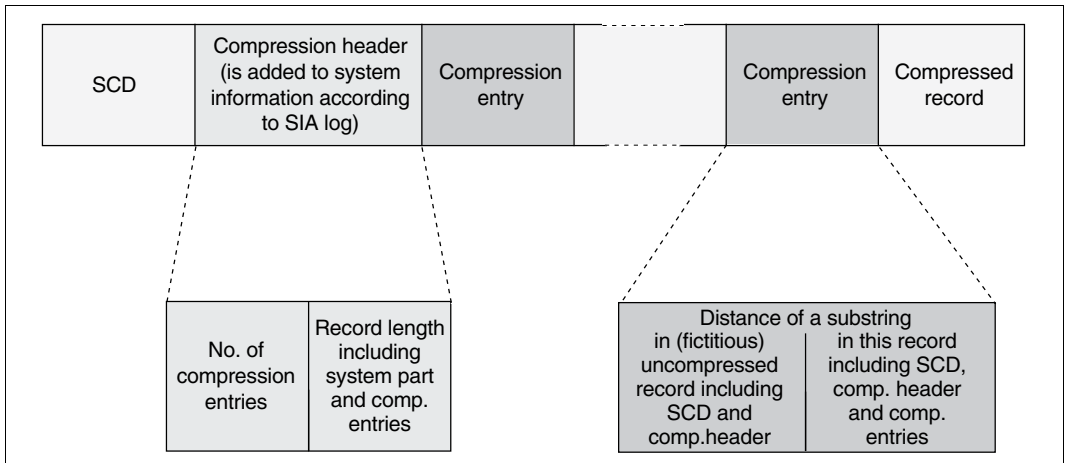 SCD
Compression header
(is added to system
information according
to SIA log)
Compression
entry
Compression
entry
Compressed
record
No. of
compression
entries
Record length
including
system part
and comp.
entries
Distance of a substring
in (fictitious)
uncompressed
record including
SCD and
comp.header
in this record
including SCD,
comp. header
and comp.
entries